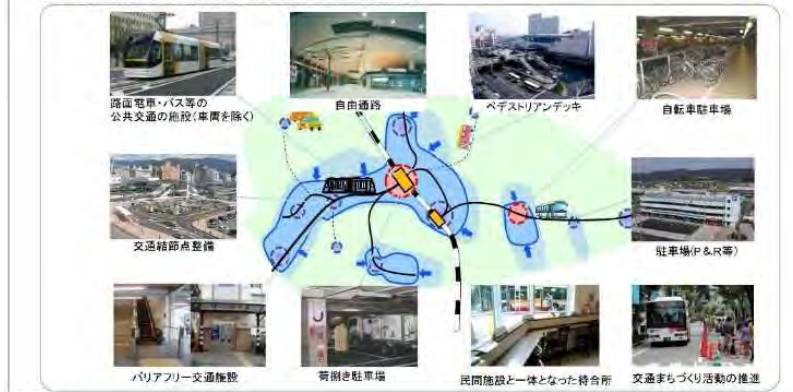 路面電車・バス等の
公共交通の施設(車両を除く)
自由通路
ペデストリアンデッキ
自転車駐車場
交通結節点整備
駐車場(P&R等)
バリアフリー交通施設
荷捌き駐車場
民間施設と一体となった待合所
交通まちづくり活動の推進